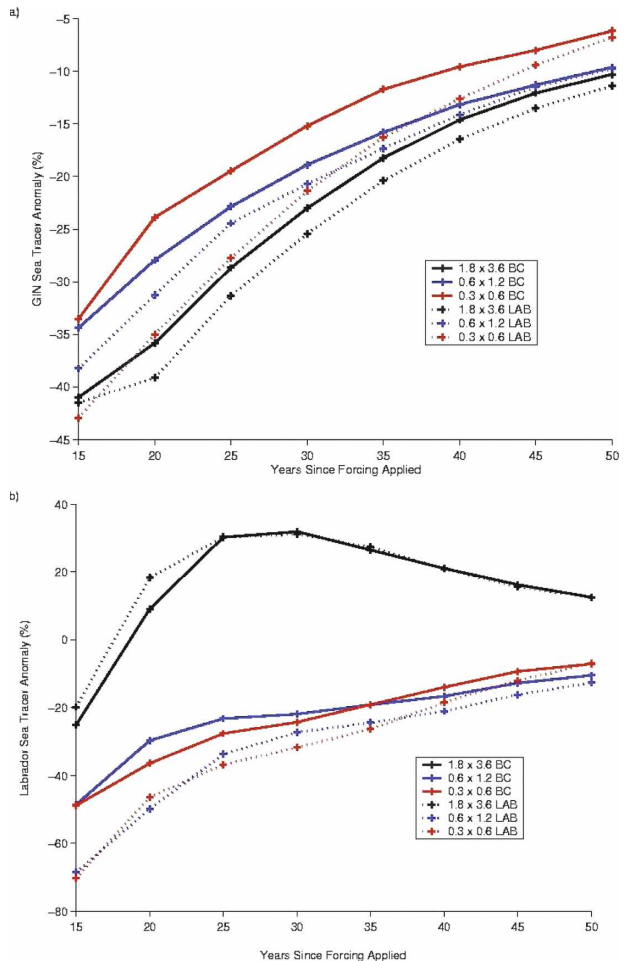 a)
−5
−10
−15
−20
−25
−30
−35
−40
−45
GIN Sea Tracer Anomaly (%)
1.8 x 3.6 BC
0.6 x 1.2 BC
0.3 x 0.6 BC
1.8 x 3.6 LAB
0.6 x 1.2 LAB
0.3 x 0.6 LAB
15 20 25 30 35 40 45 50
Years Since Forcing Applied
b)
40
20
0
−20
−40
−60
−80
Labrador Sea Tracer Anomaly (%)
1.8 x 3.6 BC
0.6 x 1.2 BC
0.3 x 0.6 BC
1.8 x 3.6 LAB
0.6 x 1.2 LAB
0.3 x 0.6 LAB
15 20 25 30 35 40 45 50
Years Since Forcing Applied